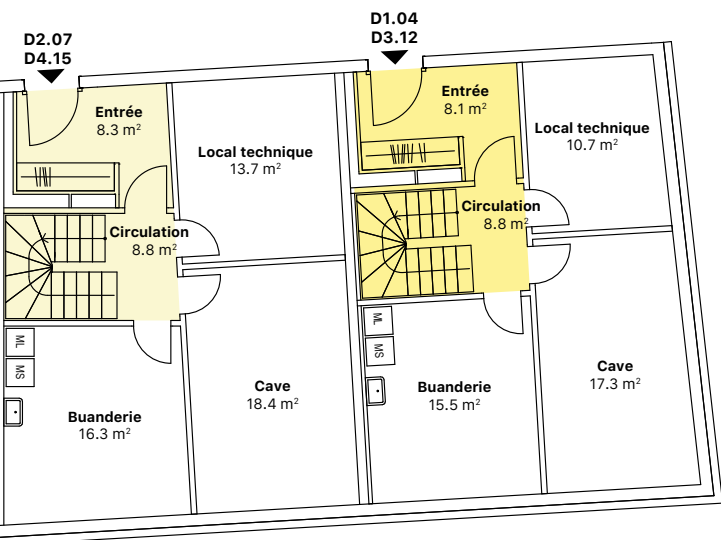 D2.07
D4.15
Entrée
8.3 m²
Local technique
13.7 m²
Circulation
8.8 m²
ML
MS
Buanderie
16.3 m²
Cave
18.4 m²
D1.04
D3.12
Entrée
8.1 m²
Local technique
10.7 m²
Circulation
8.8 m²
ML
MS
Buanderie
15.5 m²
Cave
17.3 m²